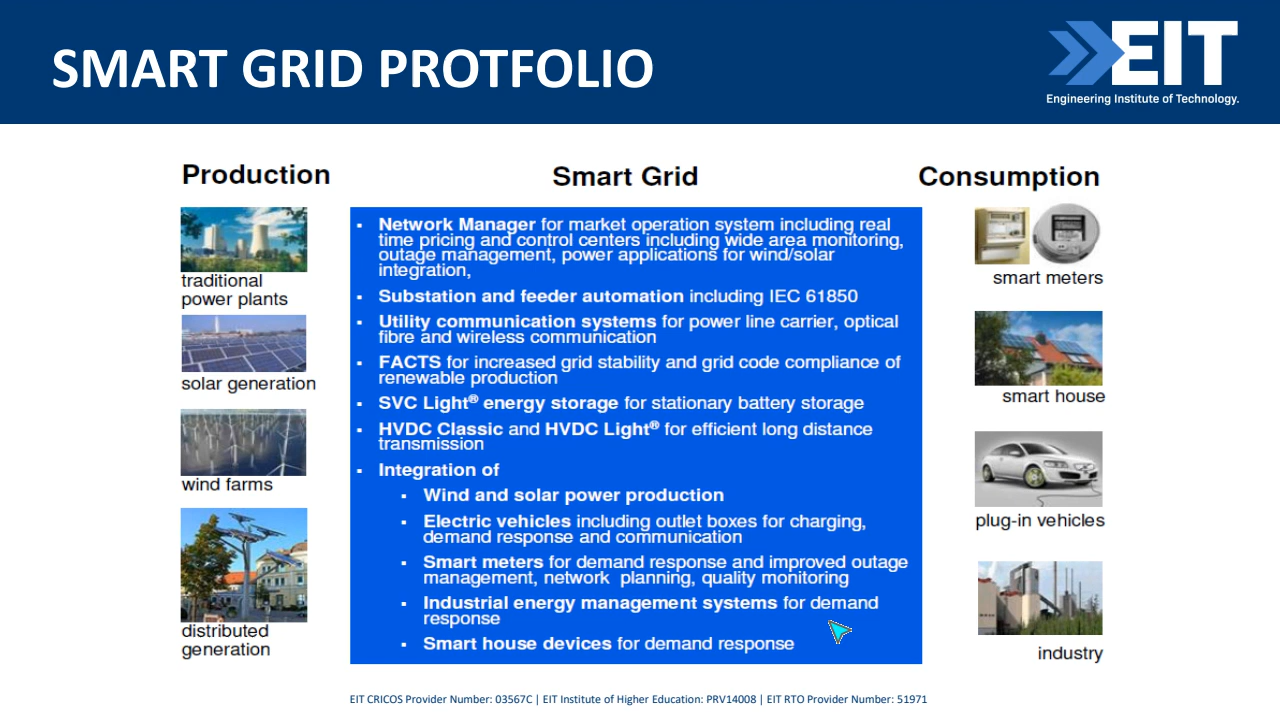 SMART GRID PROTFOLIO
EIT
Engineering Institute of Technology.
Production
Smart Grid
Consumption
traditional
power plants
solar generation
wind farms
distributed
generation
▪ Network Manager for market operation system including real
time pricing and control centers including wide area monitoring,
outage management, power applications for wind/solar
integration,
▪ Substation and feeder automation including IEC 61850
▪ Utility communication systems for power line carrier, optical
fibre and wireless communication
▪ FACTS for increased grid stability and grid code compliance of
renewable production
▪ SVC Light® energy storage for stationary battery storage
▪ HVDC Classic and HVDC Light® for efficient long distance
transmission
▪ Integration of
▪ Wind and solar power production
▪ Electric vehicles including outlet boxes for charging,
demand response and communication
▪ Smart meters for demand response and improved outage
management, network planning, quality monitoring
▪ Industrial energy management systems for demand
response
▪ Smart house devices for demand response
smart meters
smart house
plug-in vehicles
industry
EIT CRICOS Provider Number: 03567C | EIT Institute of Higher Education: PRV14008 | EIT RTO Provider Number: 51971